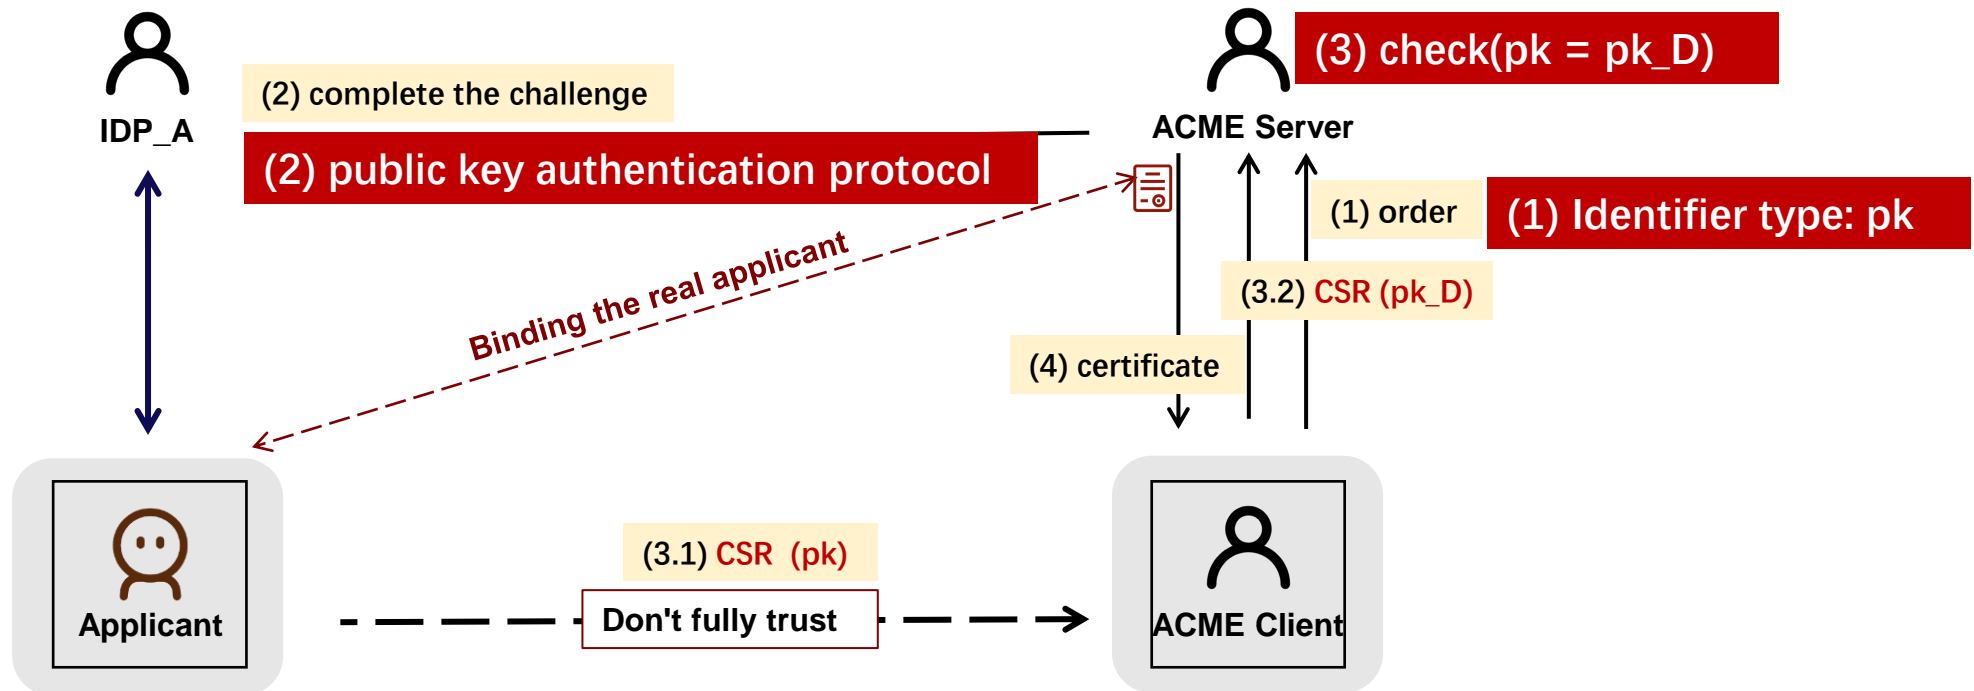 (3) check(pk = pk_D)
(2) complete the challenge
IDP_A
ACME Server
(2) public key authentication protocol
(1) order
(1) Identifier type: pk
Binding the real applicant
(3.2) CSR (pk_D)
(4) certificate
(3.1) CSR (pk)
Don't fully trust
Applicant
ACME Client